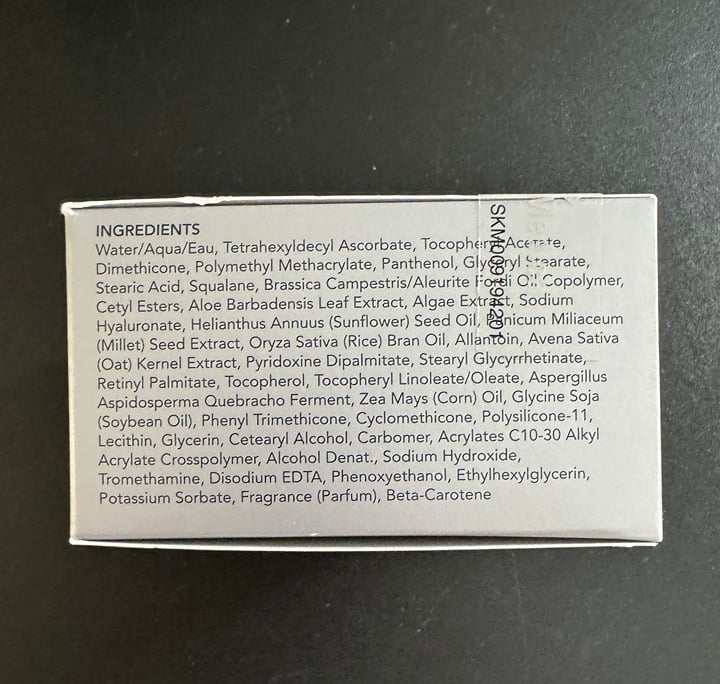 INGREDIENTS
Water/Aqua/Eau, Tetrahexyldecyl Ascorbate, Tocopheryl Acetate,
Dimethicone, Polymethyl Methacrylate, Panthenol, Glyceryl Stearate,
Stearic Acid, Squalane, Brassica Campestris/Aleurite Fordi Oil Copolymer,
Cetyl Esters, Aloe Barbadensis Leaf Extract, Algae Extract, Sodium
Hyaluronate, Helianthus Annuus (Sunflower) Seed Oil, Panicum Miliaceum
(Millet) Seed Extract, Oryza Sativa (Rice) Bran Oil, Allantoin, Avena Sativa
(Oat) Kernel Extract, Pyridoxine Dipalmitate, Stearyl Glycyrrhetinate,
Retinyl Palmitate, Tocopherol, Tocopheryl Linoleate/Oleate, Aspergillus
Aspidosperma Quebracho Ferment, Zea Mays (Corn) Oil, Glycine Soja
(Soybean Oil), Phenyl Trimethicone, Cyclomethicone, Polysilicone-11,
Lecithin, Glycerin, Cetearyl Alcohol, Carbomer, Acrylates C10-30 Alkyl
Acrylate Crosspolymer, Alcohol Denat., Sodium Hydroxide,
Tromethamine, Disodium EDTA, Phenoxyethanol, Ethylhexylglycerin,
Potassium Sorbate, Fragrance (Parfum), Beta-Carotene